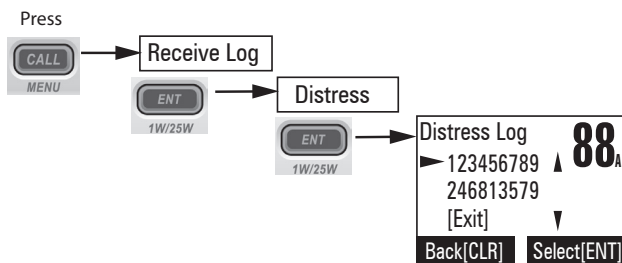 Press
CALL
MENU
Receive Log
ENT
1W/25W
Distress
ENT
1W/25W
Distress Log
88A
123456789
246813579
[Exit]
Back[CLR] Select[ENT]